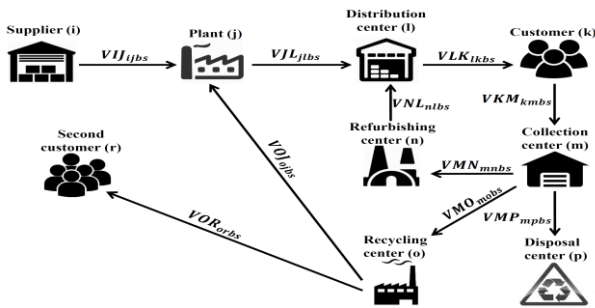 Supplier (i)
VIJ_ijbs
Plant (j)
VJL_jlbs
Distribution
center (l)
VLK_lkbs
Customer (k)
VNL_nlbs
VKM_kmbs
Second
customer (r)
VOJ_ojbs
Refurbishing
center (n)
VMN_mnbs
Collection
center (m)
VOR_orbs
VMO_mobs
VMP_mpbs
Recycling
center (o)
Disposal
center (p)